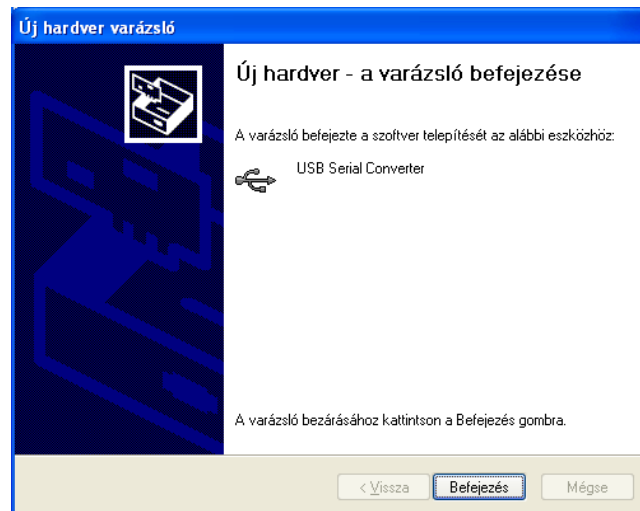 Új hardver varázsló
Új hardver - a varázsló befejezése
A varázsló befejezte a szoftver telepítését az alábbi eszközhöz:
USB Serial Converter
A varázsló bezárásához kattintson a Befejezés gombra.
< Vissza Befejezés Mégse